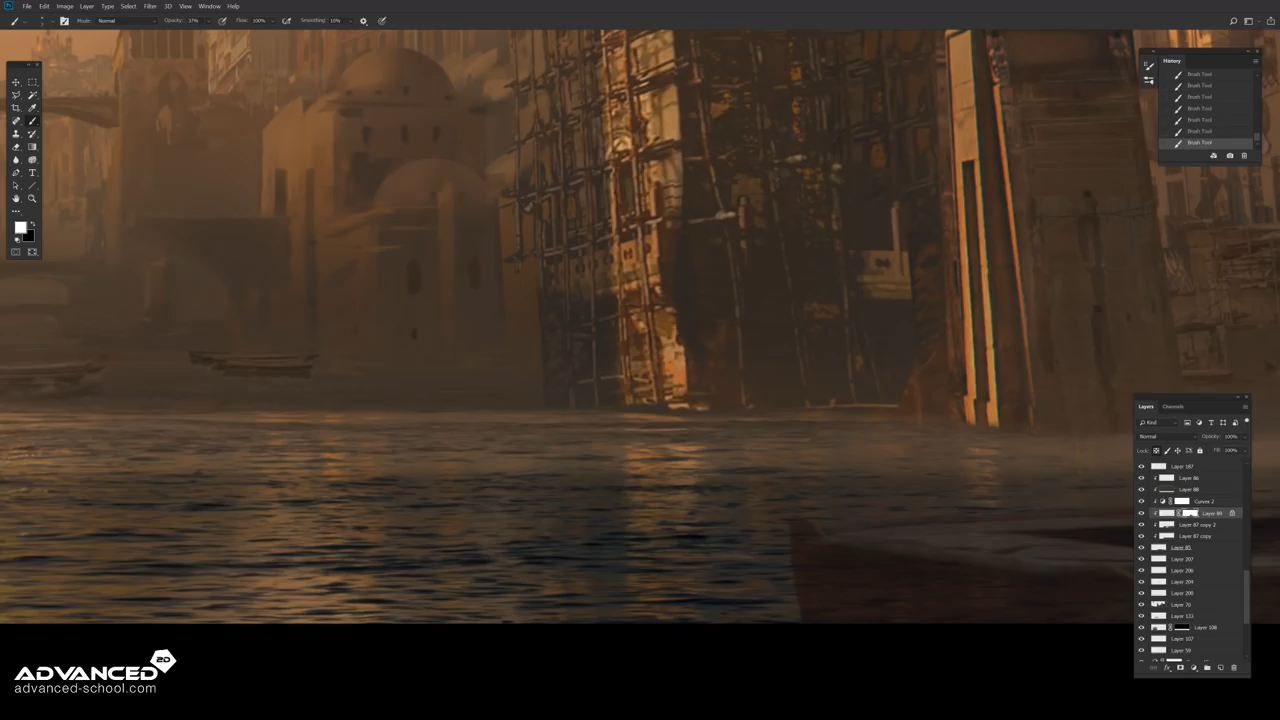 File Edit Image Layer Type Select Filter 3D View Window Help
Mode: Normal Opacity: 37% Flow: 100% Smoothing: 10%
History
Brush Tool
Brush Tool
Brush Tool
Brush Tool
Brush Tool
Brush Tool
Brush Tool
Layers Channels
Kind
Normal Opacity: 100%
Lock: Fill: 100%
Layer 187
Layer 86
Layer 88
Curves 2
Layer 89
Layer 87 copy 2
Layer 87 copy
Layer 85
Layer 207
Layer 206
Layer 204
Layer 70
Layer 133
Layer 108
Layer 107
Layer 59
ADVANCED 2D
advanced-school.com